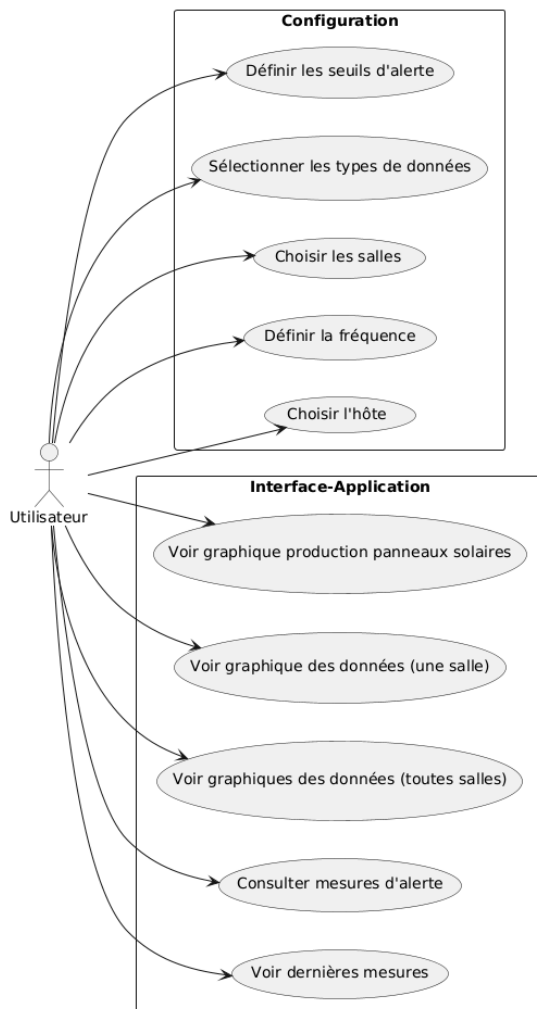 Configuration
Définir les seuils d'alerte
Sélectionner les types de données
Choisir les salles
Définir la fréquence
Choisir l'hôte
Utilisateur
Interface-Application
Voir graphique production panneaux solaires
Voir graphique des données (une salle)
Voir graphiques des données (toutes salles)
Consulter mesures d'alerte
Voir dernières mesures